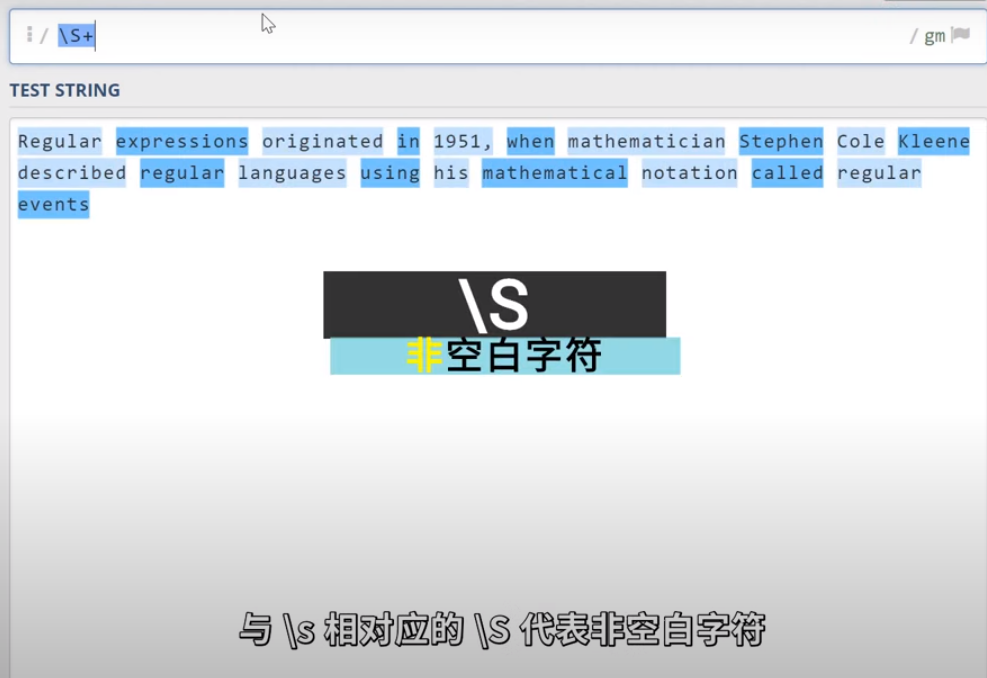 / \S+ / gm
TEST STRING
Regular expressions originated in 1951, when mathematician Stephen Cole Kleene
described regular languages using his mathematical notation called regular
events
\S
非空白字符
与 \s 相对应的 \S 代表非空白字符